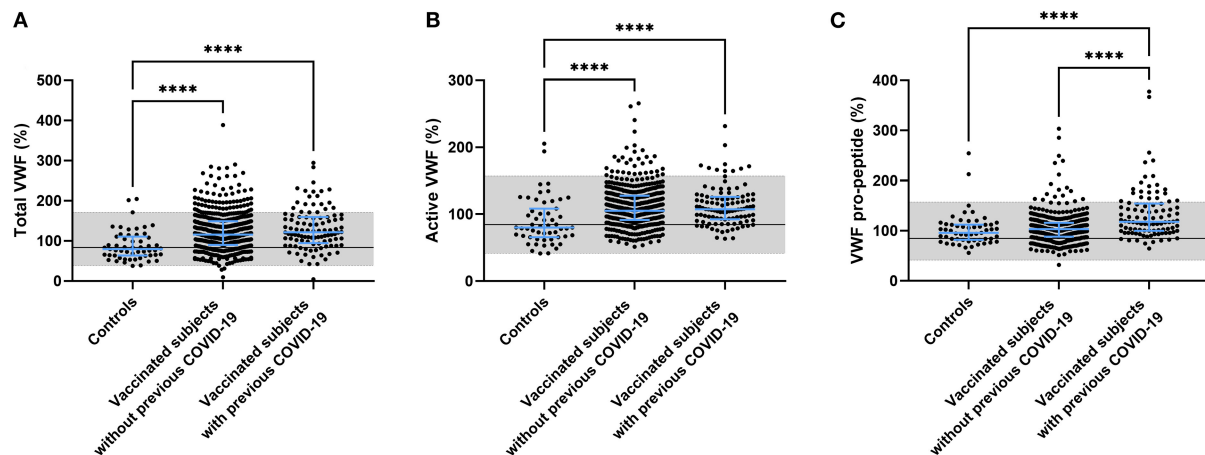 A
B
C
****
****
500
400
300
200
100
0
Total VWF (%)
Controls
Vaccinated subjects
without previous COVID-19
Vaccinated subjects
with previous COVID-19
****
****
300
200
100
0
Active VWF (%)
Controls
Vaccinated subjects
without previous COVID-19
Vaccinated subjects
with previous COVID-19
****
****
400
300
200
100
0
VWF pro-peptide (%)
Controls
Vaccinated subjects
without previous COVID-19
Vaccinated subjects
with previous COVID-19